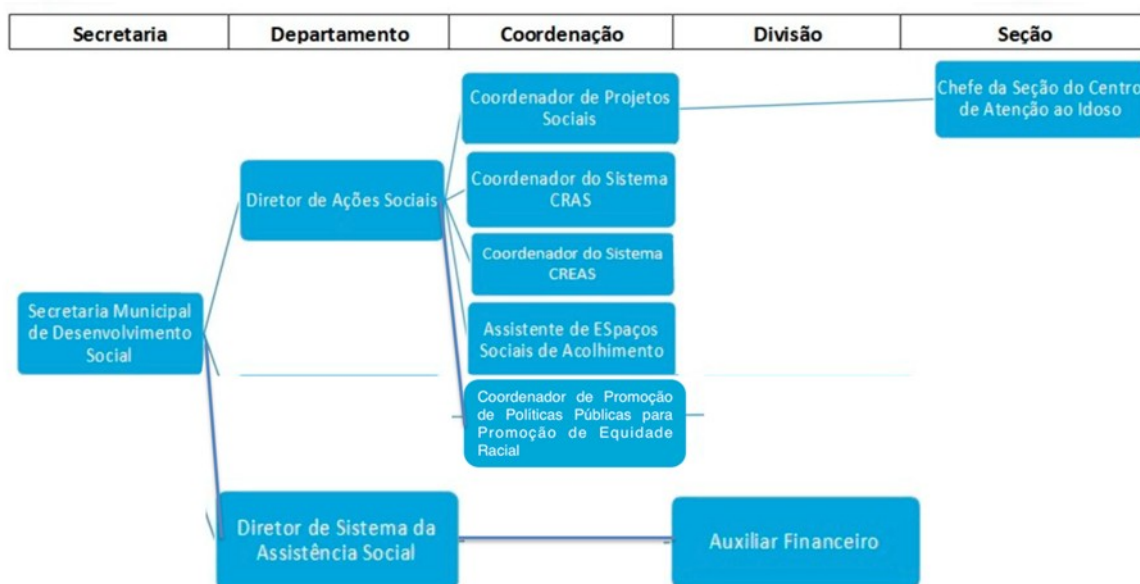 Secretaria Departamento Coordenação Divisão Seção
Coordenador de Projetos
Sociais
Chefe da Seção do Centro
de Atenção ao Idoso
Diretor de Ações Sociais
Coordenador do Sistema
CRAS
Coordenador do Sistema
CREAS
Secretaria Municipal
de Desenvolvimento
Social
Assistente de ESpaços
Sociais de Acolhimento
Coordenador de Promoção
de Políticas Públicas para
Promoção de Equidade
Racial
Diretor de Sistema da
Assistência Social
Auxiliar Financeiro